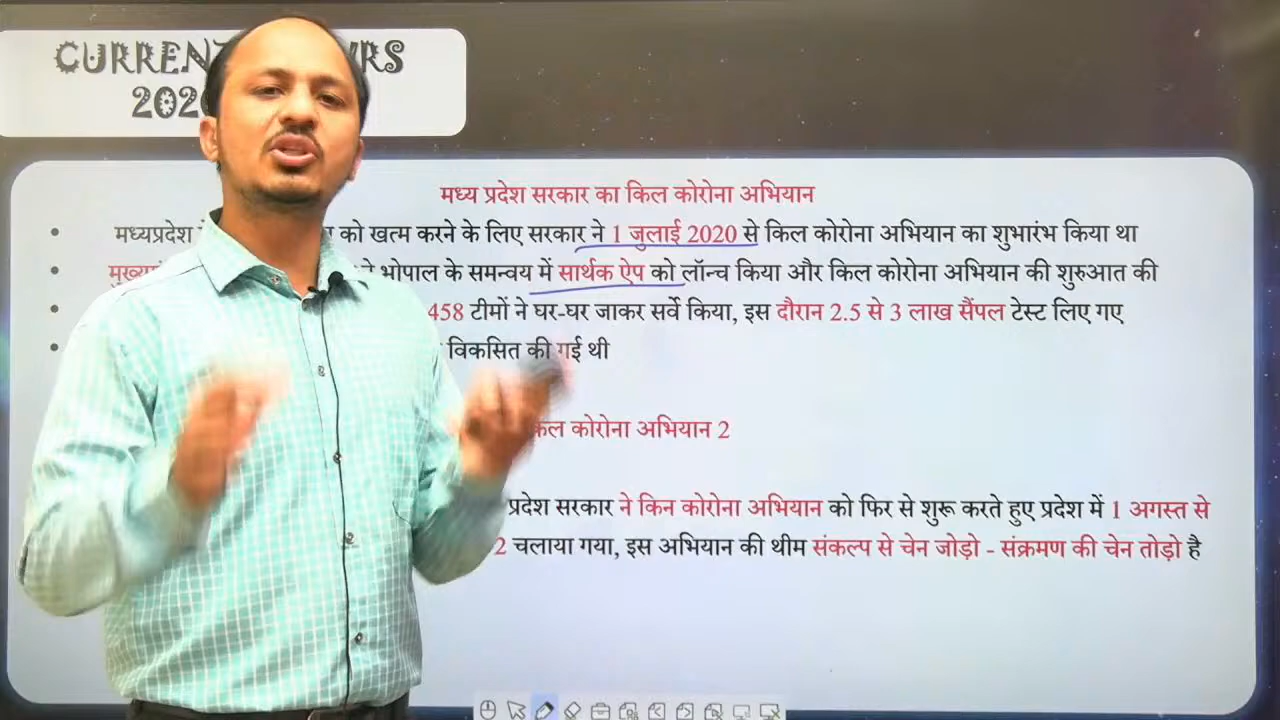 CURRENT
2020
मध्य प्रदेश सरकार का किल कोरोना अभियान
मध्यप्रदेश को खत्म करने के लिए सरकार ने 1 जुलाई 2020 से किल कोरोना अभियान का शुभारंभ किया था
भोपाल के समन्वय में सार्थक ऐप को लॉन्च किया और किल कोरोना अभियान की शुरुआत की
458 टीमों ने घर-घर जाकर सर्वे किया, इस दौरान 2.5 से 3 लाख सैंपल टेस्ट लिए गए
विकसित की गई थी
कोरोना अभियान 2
प्रदेश सरकार ने किन कोरोना अभियान को फिर से शुरू करते हुए प्रदेश में 1 अगस्त से
2 चलाया गया, इस अभियान की थीम संकल्प से चेन जोड़ो - संक्रमण की चेन तोड़ो है